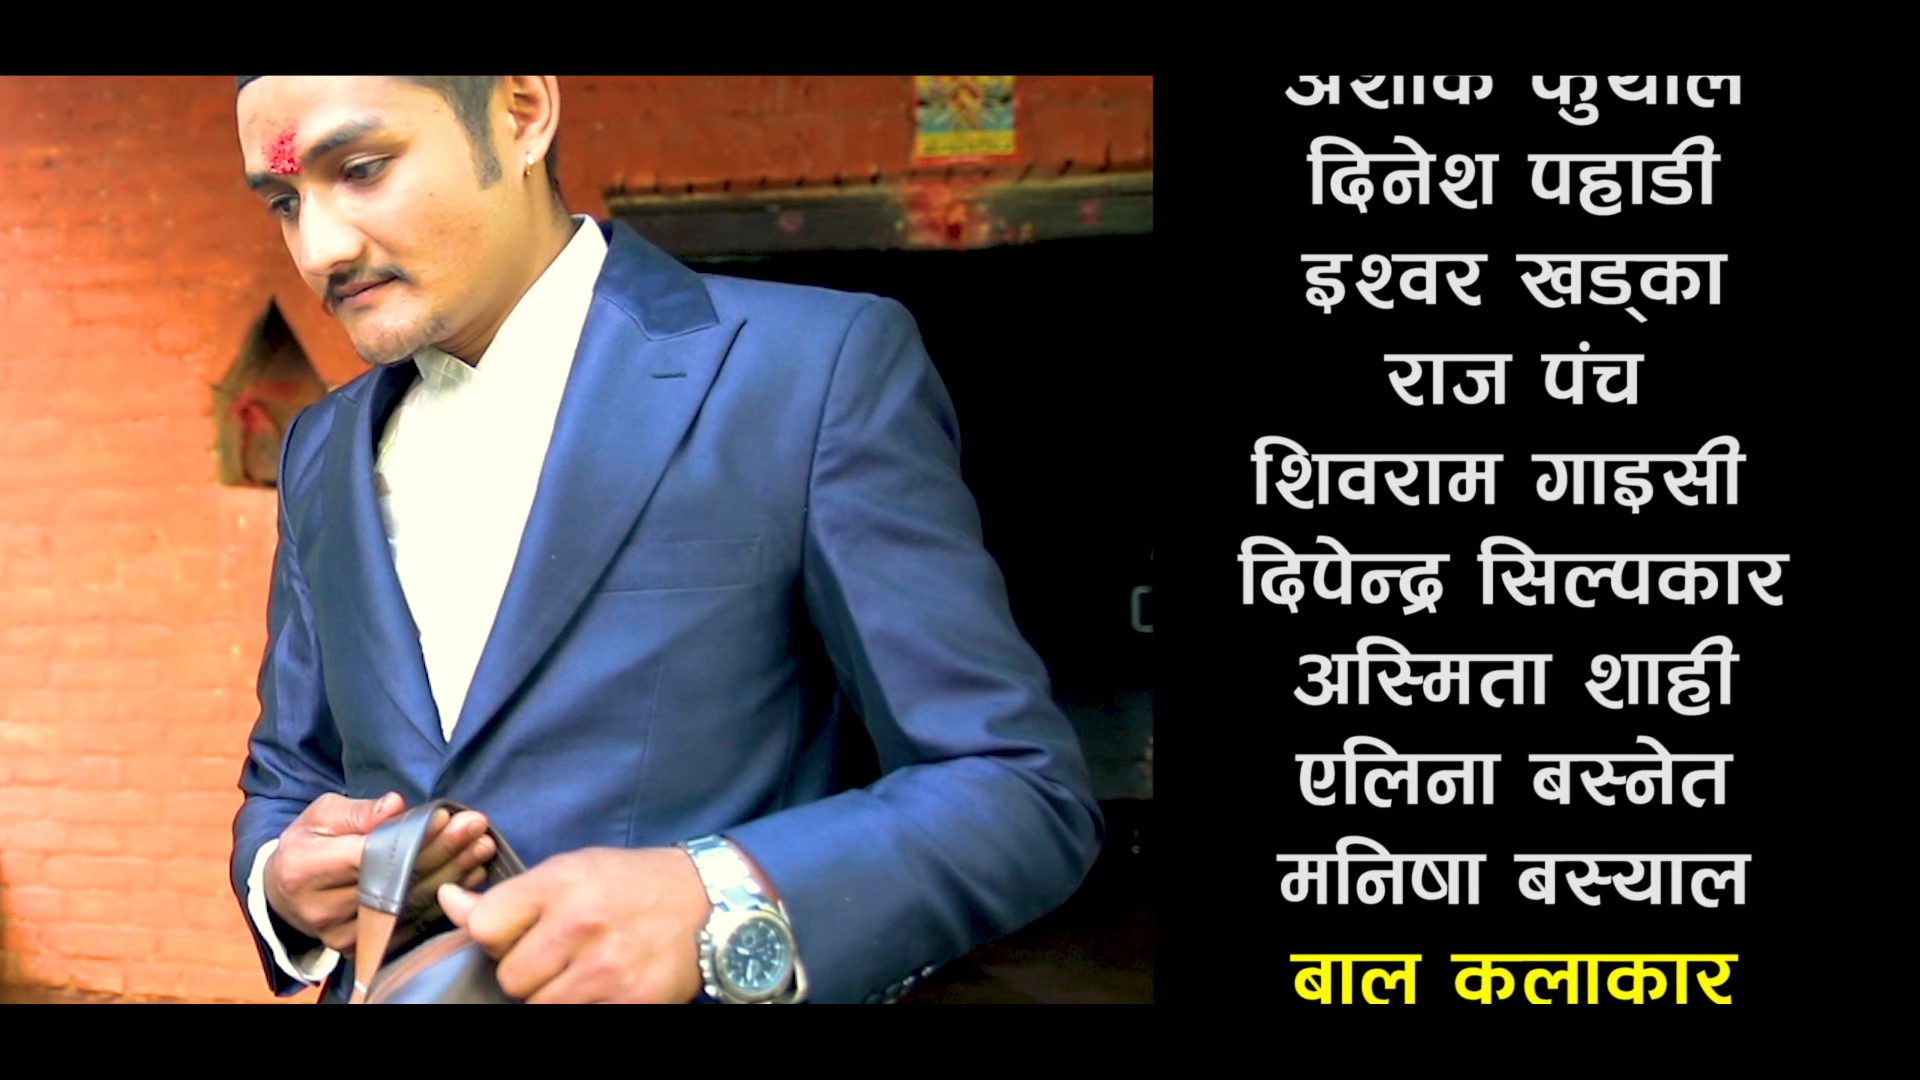 दिनेश पहाडी
इश्वर खड्का
राज पंच
शिवराम गाइसी
दिपेन्द्र सिल्पकार
अस्मिता शाही
एलिना बस्नेत
मनिषा बस्याल
बाल कलाकार